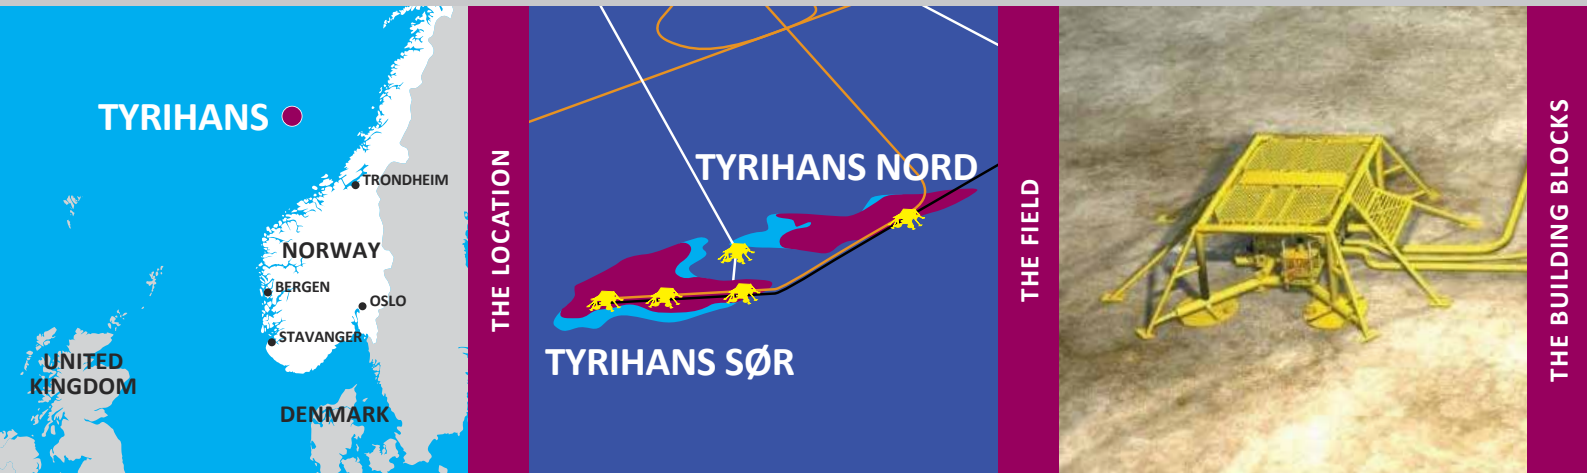 TYRIHANS
TRONDHEIM
NORWAY
BERGEN
OSLO
STAVANGER
UNITED
KINGDOM
DENMARK
THE LOCATION
TYRIHANS NORD
TYRIHANS SØR
THE FIELD
THE BUILDING BLOCKS